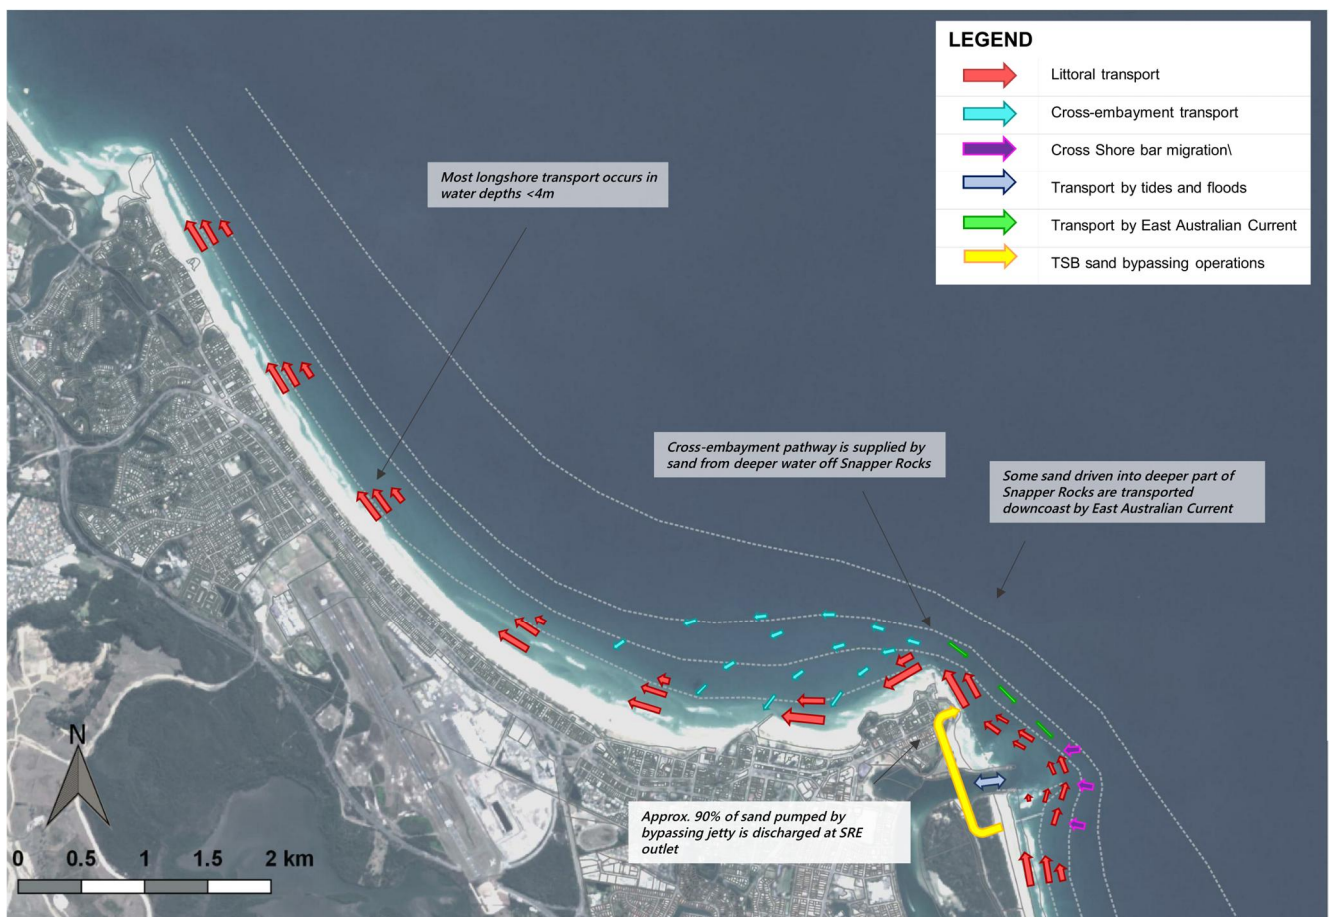 LEGEND
Littoral transport
Cross-embayment transport
Cross Shore bar migration\
Transport by tides and floods
Transport by East Australian Current
TSB sand bypassing operations
Most longshore transport occurs in
water depths <4m
Cross-embayment pathway is supplied by
sand from deeper water off Snapper Rocks
Some sand driven into deeper part of
Snapper Rocks are transported
downcoast by East Australian Current
Approx. 90% of sand pumped by
bypassing jetty is discharged at SRE
outlet
N
0 0.5 1 1.5 2 km